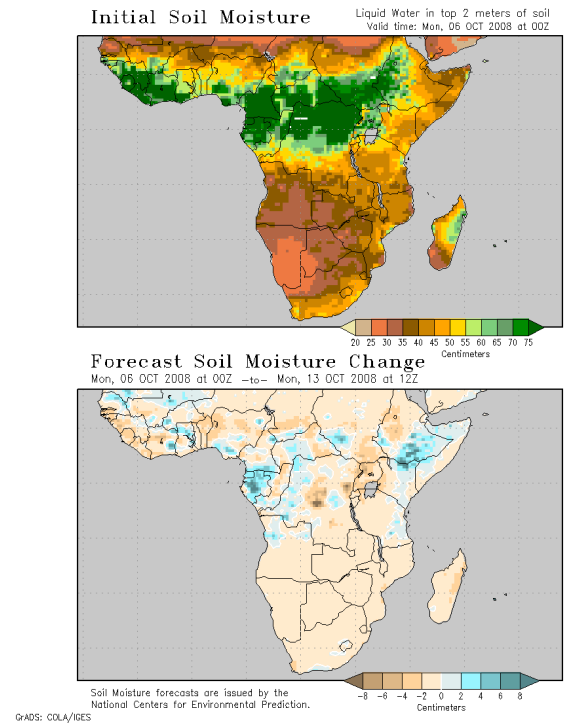 Initial Soil Moisture
Liquid Water in top 2 meters of soil
Valid time: Mon, 06 OCT 2008 at 00Z
20 25 30 35 40 45 50 55 60 65 70 75
Centimeters
Forecast Soil Moisture Change
Mon, 06 OCT 2008 at 00Z -to- Mon, 13 OCT 2008 at 12Z
Soil Moisture forecasts are issued by the
National Centers for Environmental Prediction.
-8 -6 -4 -2 0 2 4 6 8
Centimeters
GrADS: COLA/IGES